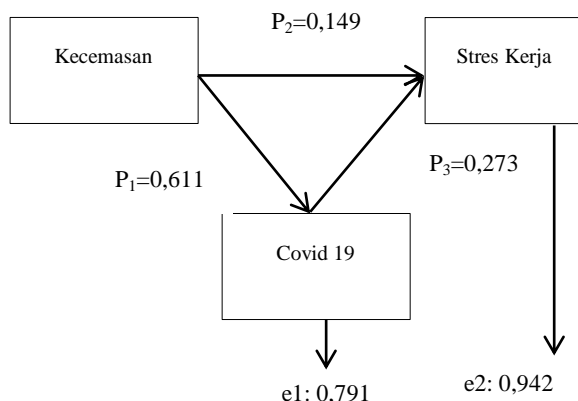 P₂=0,149
Kecemasan
Stres Kerja
P₁=0,611
P₃=0,273
Covid 19
e1: 0,791
e2: 0,942